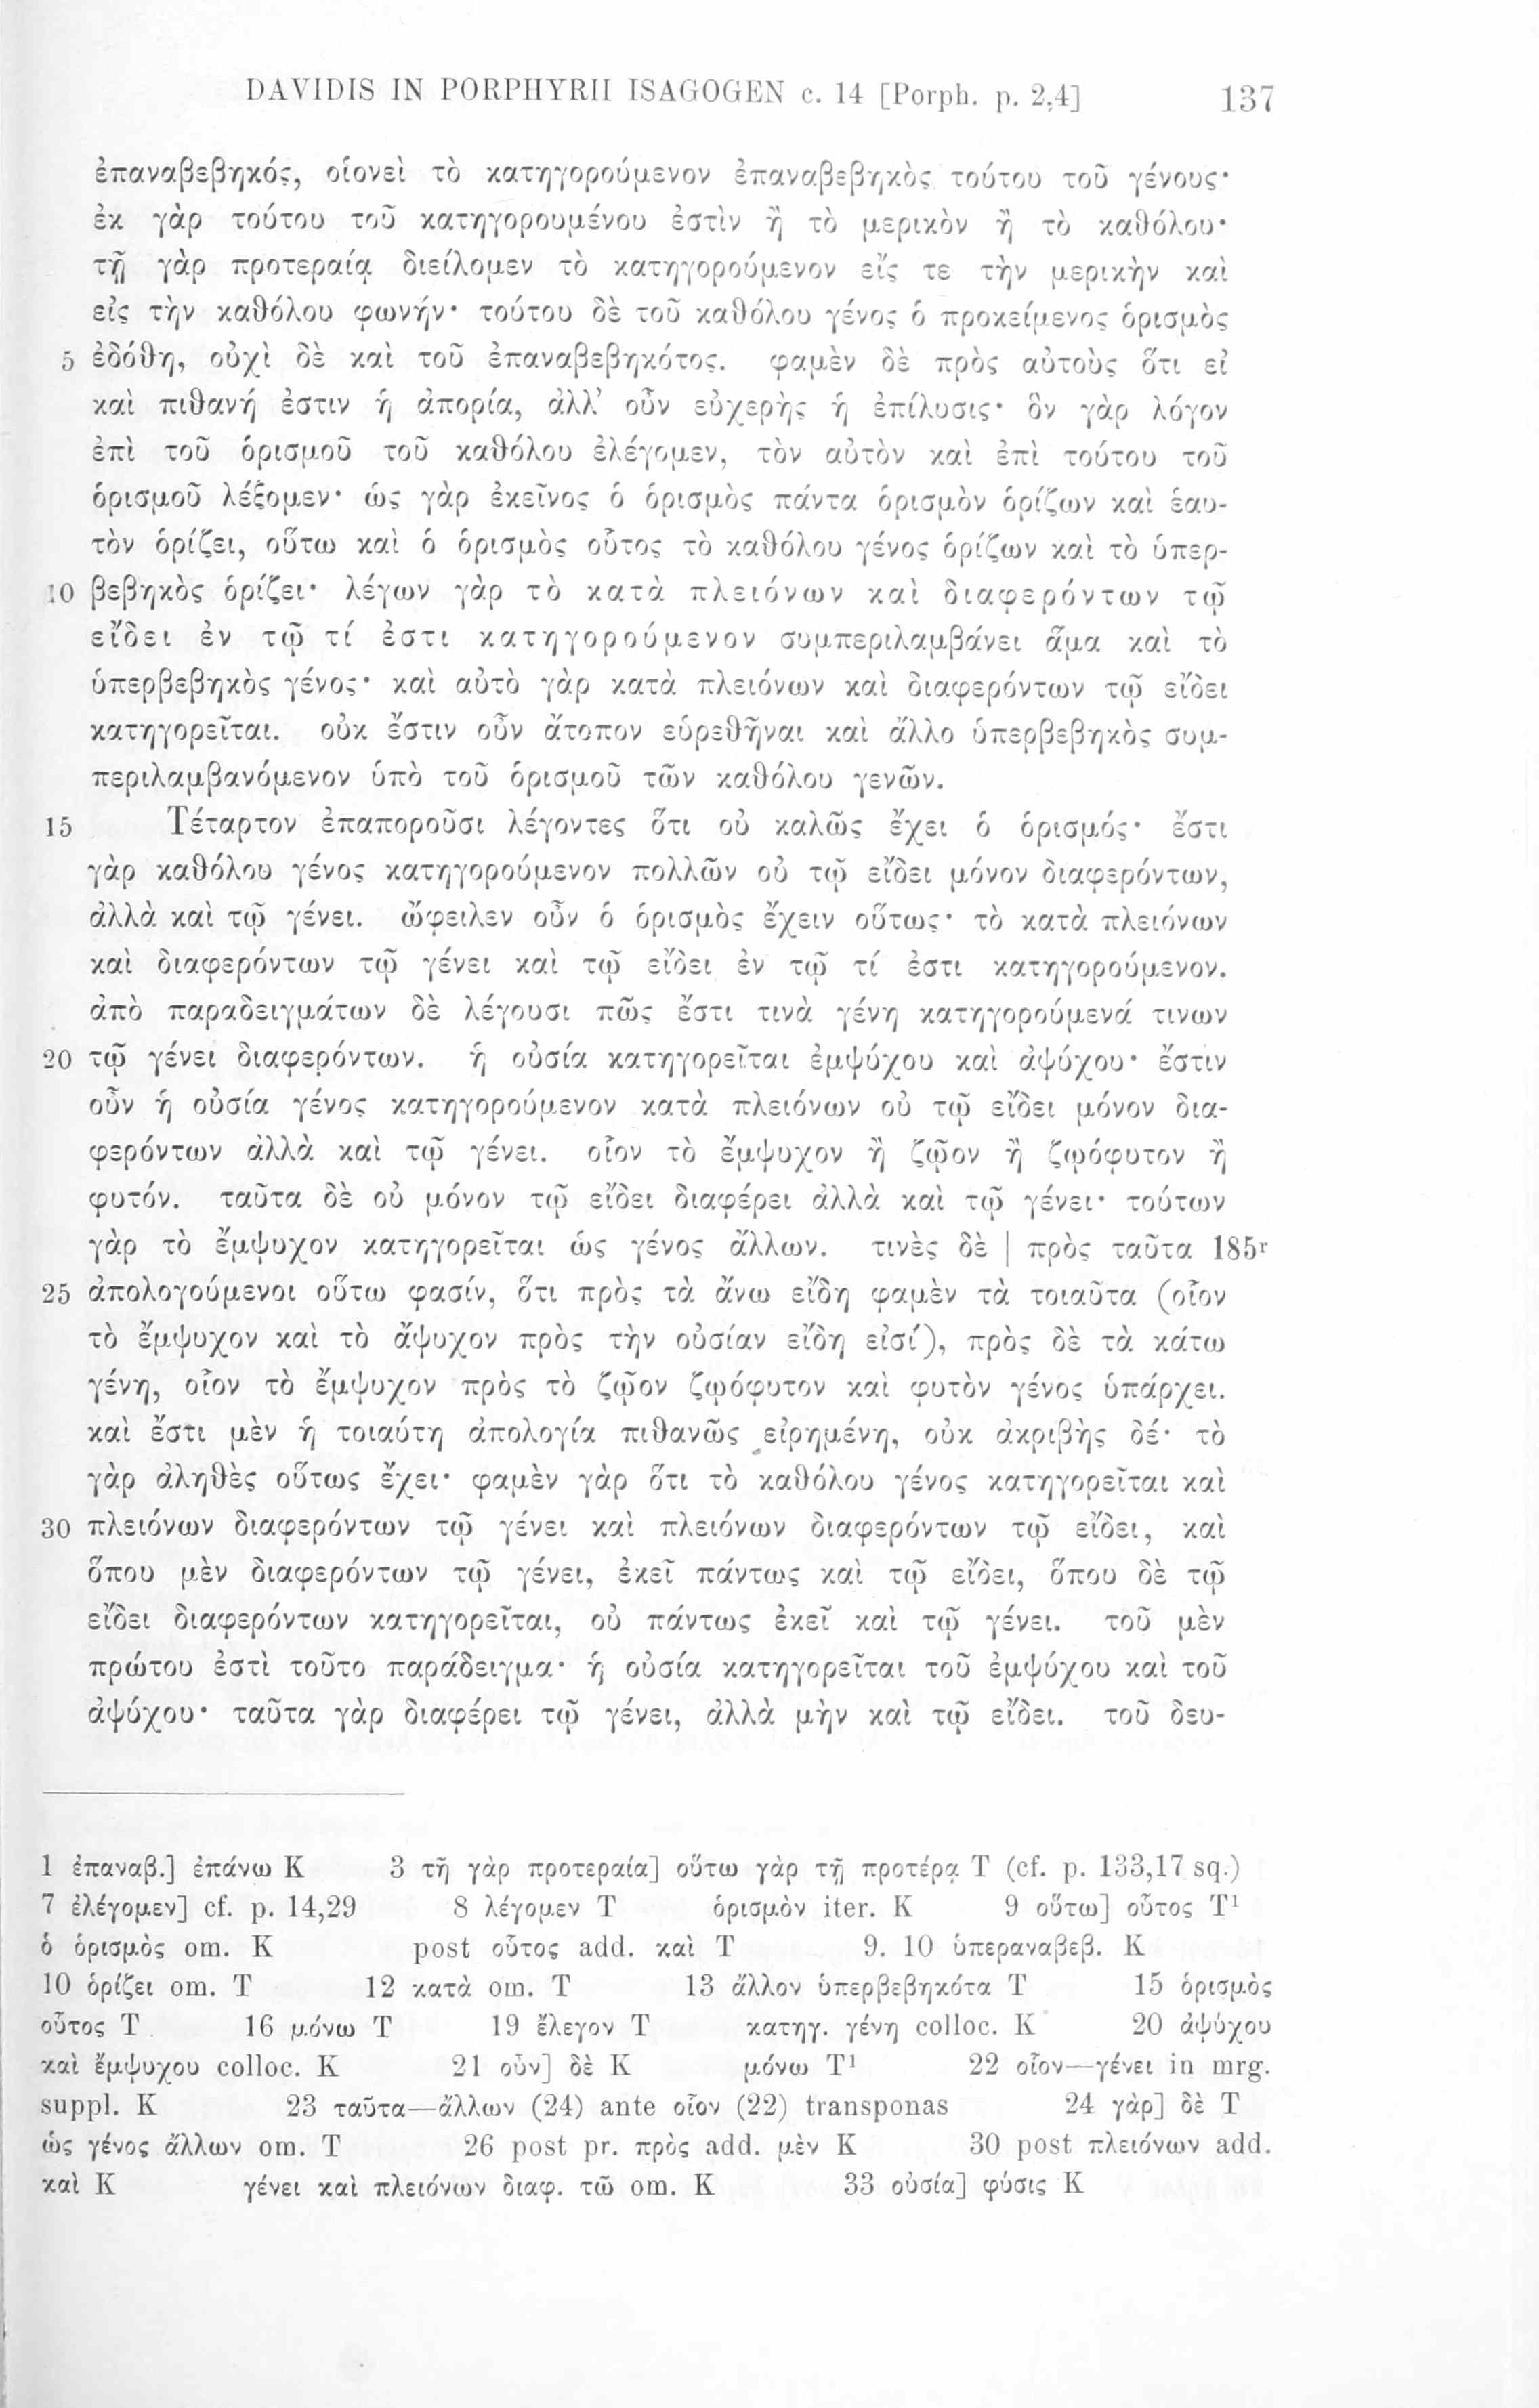 DAVIDIS IN PORPHYRII ISAGOGEN c. 14 [Porph. p. 2,4] 137
ἐπαναβεβηκός, οἱονεὶ τὸ κατηγορούμενον ἐπαναβεβηκὸς τούτου τοῦ γένους·
ἐκ γὰρ τούτου τοῦ κατηγορουμένου ἐστὶν ἢ τὸ μερικὸν ἢ τὸ καθόλου·
τῇ γὰρ προτεραίᾳ διείλομεν τὸ κατηγορούμενον εἴς τε τὴν μερικὴν καὶ
εἰς τὴν καθόλου φωνήν· τούτου δὲ τοῦ καθόλου γένος ὁ προκείμενος ὁρισμὸς
5 ἐδόθη, οὐχὶ δὲ καὶ τοῦ ἐπαναβεβηκότος. φαμὲν δὲ πρὸς αὐτοὺς ὅτι εἰ
καὶ πιθανή ἐστιν ἡ ἀπορία, ἀλλ’ οὖν εὐχερὴς ἡ ἐπίλυσις· ὃν γὰρ λόγον
ἐπὶ τοῦ ὁρισμοῦ τοῦ καθόλου ἐλέγομεν, τὸν αὐτὸν καὶ ἐπὶ τούτου τοῦ
ὁρισμοῦ λέξομεν· ὡς γὰρ ἐκεῖνος ὁ ὁρισμὸς πάντα ὁρισμὸν ὁρίζων καὶ ἑαυ-
τὸν ὁρίζει, οὕτω καὶ ὁ ὁρισμὸς οὗτος τὸ καθόλου γένος ὁρίζων καὶ τὸ ὑπερ-
10 βεβηκὸς ὁρίζει· λέγων γὰρ τὸ κατὰ πλειόνων καὶ διαφερόντων τῷ
εἴδει ἐν τῷ τί ἐστι κατηγορούμενον συμπεριλαμβάνει ἅμα καὶ τὸ
ὑπερβεβηκὸς γένος· καὶ αὐτὸ γὰρ κατὰ πλειόνων καὶ διαφερόντων τῷ εἴδει
κατηγορεῖται. οὐκ ἔστιν οὖν ἄτοπον εὑρεθῆναι καὶ ἄλλο ὑπερβεβηκὸς συμ-
περιλαμβανόμενον ὑπὸ τοῦ ὁρισμοῦ τῶν καθόλου γενῶν.
15 Τέταρτον ἐπαποροῦσι λέγοντες ὅτι οὐ καλῶς ἔχει ὁ ὁρισμός· ἔστι
γὰρ καθόλου γένος κατηγορούμενον πολλῶν οὐ τῷ εἴδει μόνον διαφερόντων,
ἀλλὰ καὶ τῷ γένει. ὤφειλεν οὖν ὁ ὁρισμὸς ἔχειν οὕτως· τὸ κατὰ πλειόνων
καὶ διαφερόντων τῷ γένει καὶ τῷ εἴδει ἐν τῷ τί ἐστι κατηγορούμενον.
ἀπὸ παραδειγμάτων δὲ λέγουσι πῶς ἔστι τινὰ γένη κατηγορούμενά τινων
20 τῷ γένει διαφερόντων. ἡ οὐσία κατηγορεῖται ἐμψύχου καὶ ἀψύχου· ἔστιν
οὖν ἡ οὐσία γένος κατηγορούμενον κατὰ πλειόνων οὐ τῷ εἴδει μόνον δια-
φερόντων ἀλλὰ καὶ τῷ γένει. οἷον τὸ ἔμψυχον ἢ ζῷον ἢ ζῳόφυτον ἢ
φυτόν. ταῦτα δὲ οὐ μόνον τῷ εἴδει διαφέρει ἀλλὰ καὶ τῷ γένει· τούτων
γὰρ τὸ ἔμψυχον κατηγορεῖται ὡς γένος ἄλλων. τινὲς δὲ | πρὸς ταῦτα 185r
25 ἀπολογούμενοι οὕτω φασίν, ὅτι πρὸς τὰ ἄνω εἴδη φαμὲν τὰ τοιαῦτα (οἷον
τὸ ἔμψυχον καὶ τὸ ἄψυχον πρὸς τὴν οὐσίαν εἴδη εἰσί), πρὸς δὲ τὰ κάτω
γένη, οἷον τὸ ἔμψυχον πρὸς τὸ ζῷον ζῳόφυτον καὶ φυτὸν γένος ὑπάρχει.
καὶ ἔστι μὲν ἡ τοιαύτη ἀπολογία πιθανῶς εἰρημένη, οὐκ ἀκριβὴς δέ· τὸ
γὰρ ἀληθὲς οὕτως ἔχει· φαμὲν γὰρ ὅτι τὸ καθόλου γένος κατηγορεῖται καὶ
30 πλειόνων διαφερόντων τῷ γένει καὶ πλειόνων διαφερόντων τῷ εἴδει, καὶ
ὅπου μὲν διαφερόντων τῷ γένει, ἐκεῖ πάντως καὶ τῷ εἴδει, ὅπου δὲ τῷ
εἴδει διαφερόντων κατηγορεῖται, οὐ πάντως ἐκεῖ καὶ τῷ γένει. τοῦ μὲν
πρώτου ἐστὶ τοῦτο παράδειγμα· ἡ οὐσία κατηγορεῖται τοῦ ἐμψύχου καὶ τοῦ
ἀψύχου· ταῦτα γὰρ διαφέρει τῷ γένει, ἀλλὰ μὴν καὶ τῷ εἴδει. τοῦ δευ-
1 ἐπαναβ.] ἐπάνω K 3 τῇ γὰρ προτεραία] οὕτω γὰρ τῇ προτέρᾳ T (cf. p. 133,17 sq.)
7 ἐλέγομεν] cf. p. 14,29 8 λέγομεν T ὁρισμὸν iter. K 9 οὕτω] οὗτος T¹
ὁ ὁρισμὸς om. K post οὗτος add. καὶ T 9. 10 ὑπεραναβεβ. K
10 ὁρίζει om. T 12 κατὰ om. T 13 ἄλλον ὑπερβεβηκότα T 15 ὁρισμὸς
οὗτος T 16 μόνω T 19 ἔλεγον T κατηγ. γένη colloc. K 20 ἀψύχου
καὶ ἔμψυχου colloc. K 21 οὖν] δὲ K μόνω T¹ 22 οἷον—γένει in mrg.
suppl. K 23 ταῦτα—ἄλλων (24) ante οἷον (22) transponas 24 γὰρ] δὲ T
ὡς γένος ἄλλων om. T 26 post pr. πρὸς add. μὲν K 30 post πλειόνων add.
καὶ K γένει καὶ πλειόνων διαφ. τῶ om. K 33 οὐσία] φύσις K